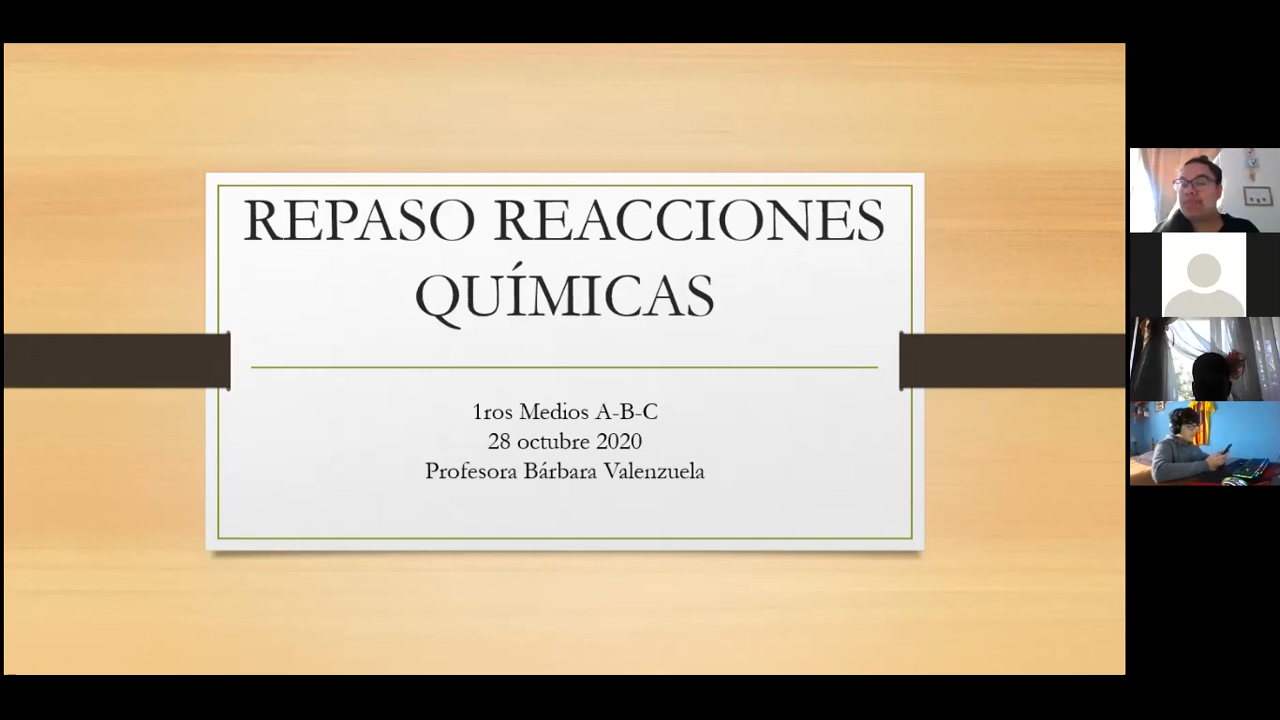 REPASO REACCIONES
QUÍMICAS
1ros Medios A-B-C
28 octubre 2020
Profesora Bárbara Valenzuela